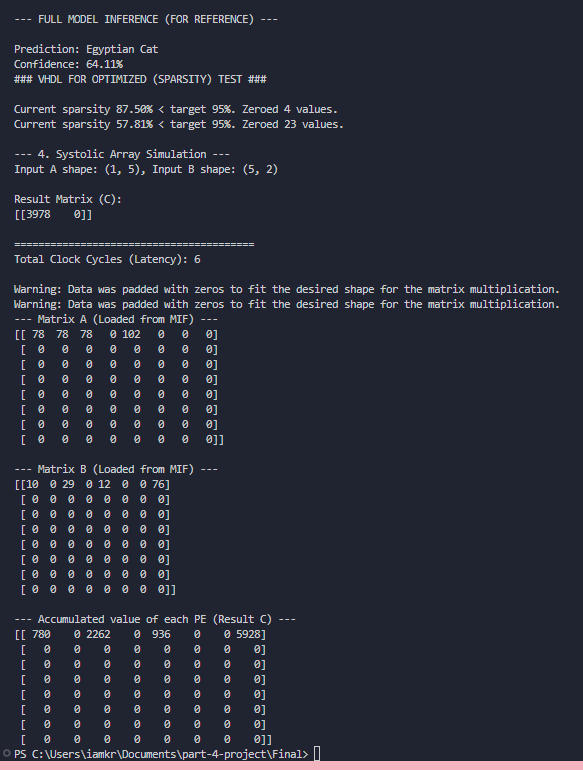 --- FULL MODEL INFERENCE (FOR REFERENCE) ---
Prediction: Egyptian Cat
Confidence: 64.11%
### VHDL FOR OPTIMIZED (SPARSITY) TEST ###
Current sparsity 87.50% < target 95%. Zeroed 4 values.
Current sparsity 57.81% < target 95%. Zeroed 23 values.
--- 4. Systolic Array Simulation ---
Input A shape: (1, 5), Input B shape: (5, 2)
Result Matrix (C):
[[3978    0]]
========================================
Total Clock Cycles (Latency): 6
Warning: Data was padded with zeros to fit the desired shape for the matrix multiplication.
Warning: Data was padded with zeros to fit the desired shape for the matrix multiplication.
--- Matrix A (Loaded from MIF) ---
[[ 78  78  78   0 102   0   0   0]
 [  0   0   0   0   0   0   0   0]
 [  0   0   0   0   0   0   0   0]
 [  0   0   0   0   0   0   0   0]
 [  0   0   0   0   0   0   0   0]
 [  0   0   0   0   0   0   0   0]
 [  0   0   0   0   0   0   0   0]
 [  0   0   0   0   0   0   0   0]]
--- Matrix B (Loaded from MIF) ---
[[10  0 29  0 12  0  0 76]
 [ 0  0  0  0  0  0  0  0]
 [ 0  0  0  0  0  0  0  0]
 [ 0  0  0  0  0  0  0  0]
 [ 0  0  0  0  0  0  0  0]
 [ 0  0  0  0  0  0  0  0]
 [ 0  0  0  0  0  0  0  0]
 [ 0  0  0  0  0  0  0  0]]
--- Accumulated value of each PE (Result C) ---
[[ 780    0 2262    0  936    0    0 5928]
 [   0    0    0    0    0    0    0    0]
 [   0    0    0    0    0    0    0    0]
 [   0    0    0    0    0    0    0    0]
 [   0    0    0    0    0    0    0    0]
 [   0    0    0    0    0    0    0    0]
 [   0    0    0    0    0    0    0    0]
 [   0    0    0    0    0    0    0    0]]
PS C:\Users\iamkr\Documents\part-4-project\Final>